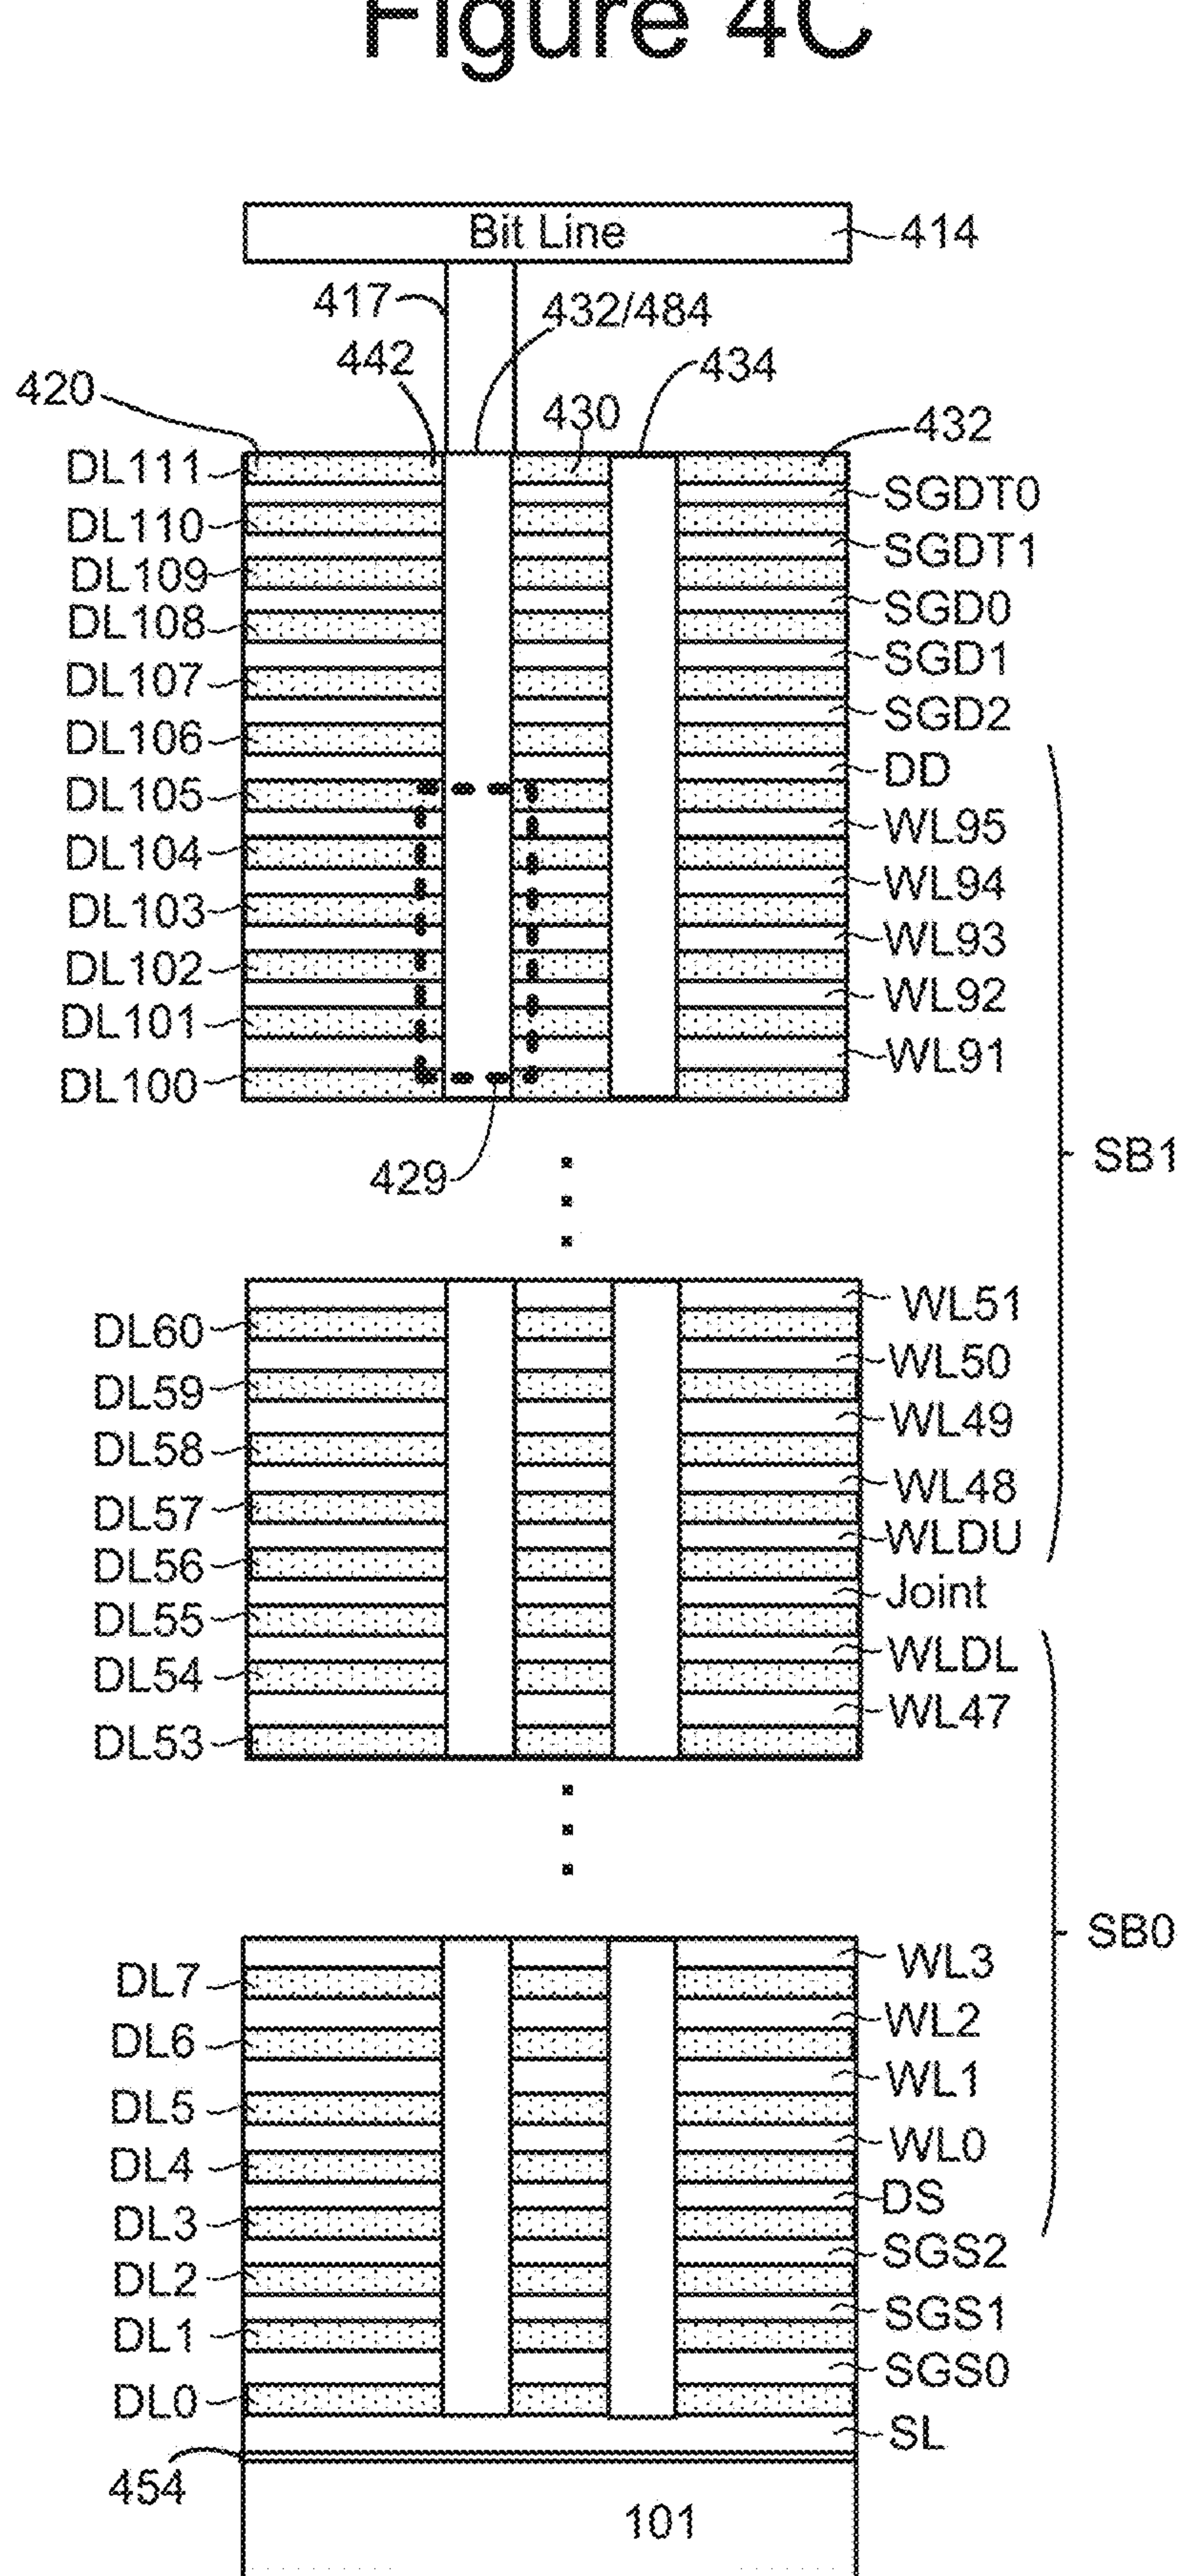 Figure 4C
Bit Line
414
417
432/484
442
434
420
430
432
DL111
SGDT0
DL110
SGDT1
DL109
SGD0
DL108
SGD1
DL107
SGD2
DL106
DD
DL105
WL95
DL104
WL94
DL103
WL93
DL102
WL92
DL101
WL91
DL100
SB1
429
WL51
DL60
WL50
DL59
WL49
DL58
WL48
DL57
WLDU
DL56
Joint
DL55
WLDL
DL54
WL47
DL53
SB0
WL3
DL7
WL2
DL6
WL1
DL5
WL0
DL4
DS
DL3
SGS2
DL2
SGS1
DL1
SGS0
DL0
SL
454
101